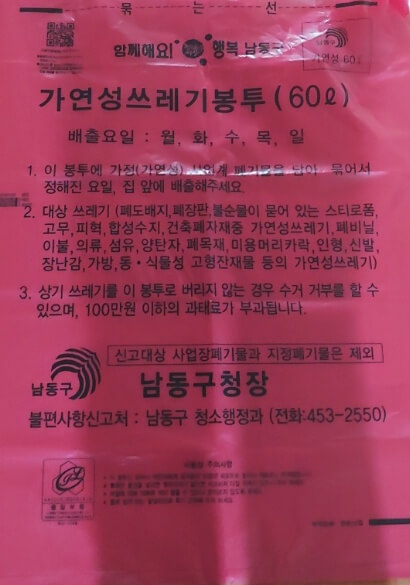 묶 는 선
함께해요! 행복 남동구
남동구
가연성 60ℓ
가연성쓰레기봉투(60ℓ)
배출요일 : 월, 화, 수, 목, 일
1. 이 봉투에 가정(가연성) 폐기물을 담아 묶어서
정해진 요일, 집 앞에 배출해주세요.
2. 대상 쓰레기 (폐도배지,폐장판,불순물이 묻어 있는 스티로폼,
고무,피혁,합성수지,건축폐자재중 가연성쓰레기,폐비닐,
이불,의류,섬유,양탄자,폐목재,미용머리카락,인형,신발,
장난감,가방,동·식물성 고형잔재물 등의 가연성쓰레기)
3. 상기 쓰레기를 이 봉투로 버리지 않는 경우 수거 거부를 할 수
있으며, 100만원 이하의 과태료가 부과됩니다.
신고대상 사업장폐기물과 지정폐기물은 제외
남동구
남동구청장
불편사항신고처 : 남동구 청소행정과 (전화:453-2550)
사용상 주의사항